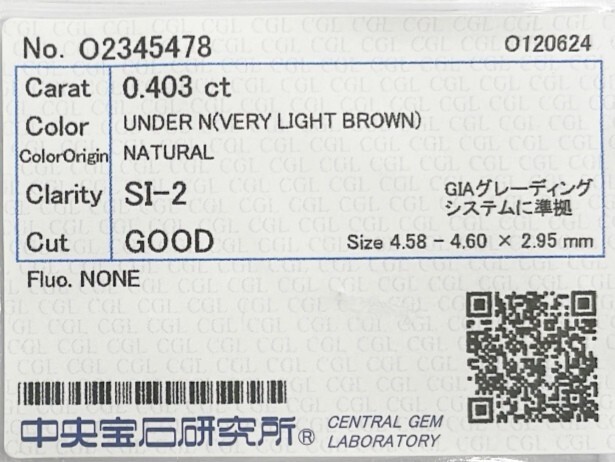 No. O2345478 O120624
Carat 0.403 ct
Color UNDER N(VERY LIGHT BROWN)
ColorOrigin NATURAL
Clarity SI-2 GIAグレーディング
システムに準拠
Cut GOOD Size 4.58 - 4.60 × 2.95 mm
Fluo. NONE
中央宝石研究所® CENTRAL GEM
LABORATORY